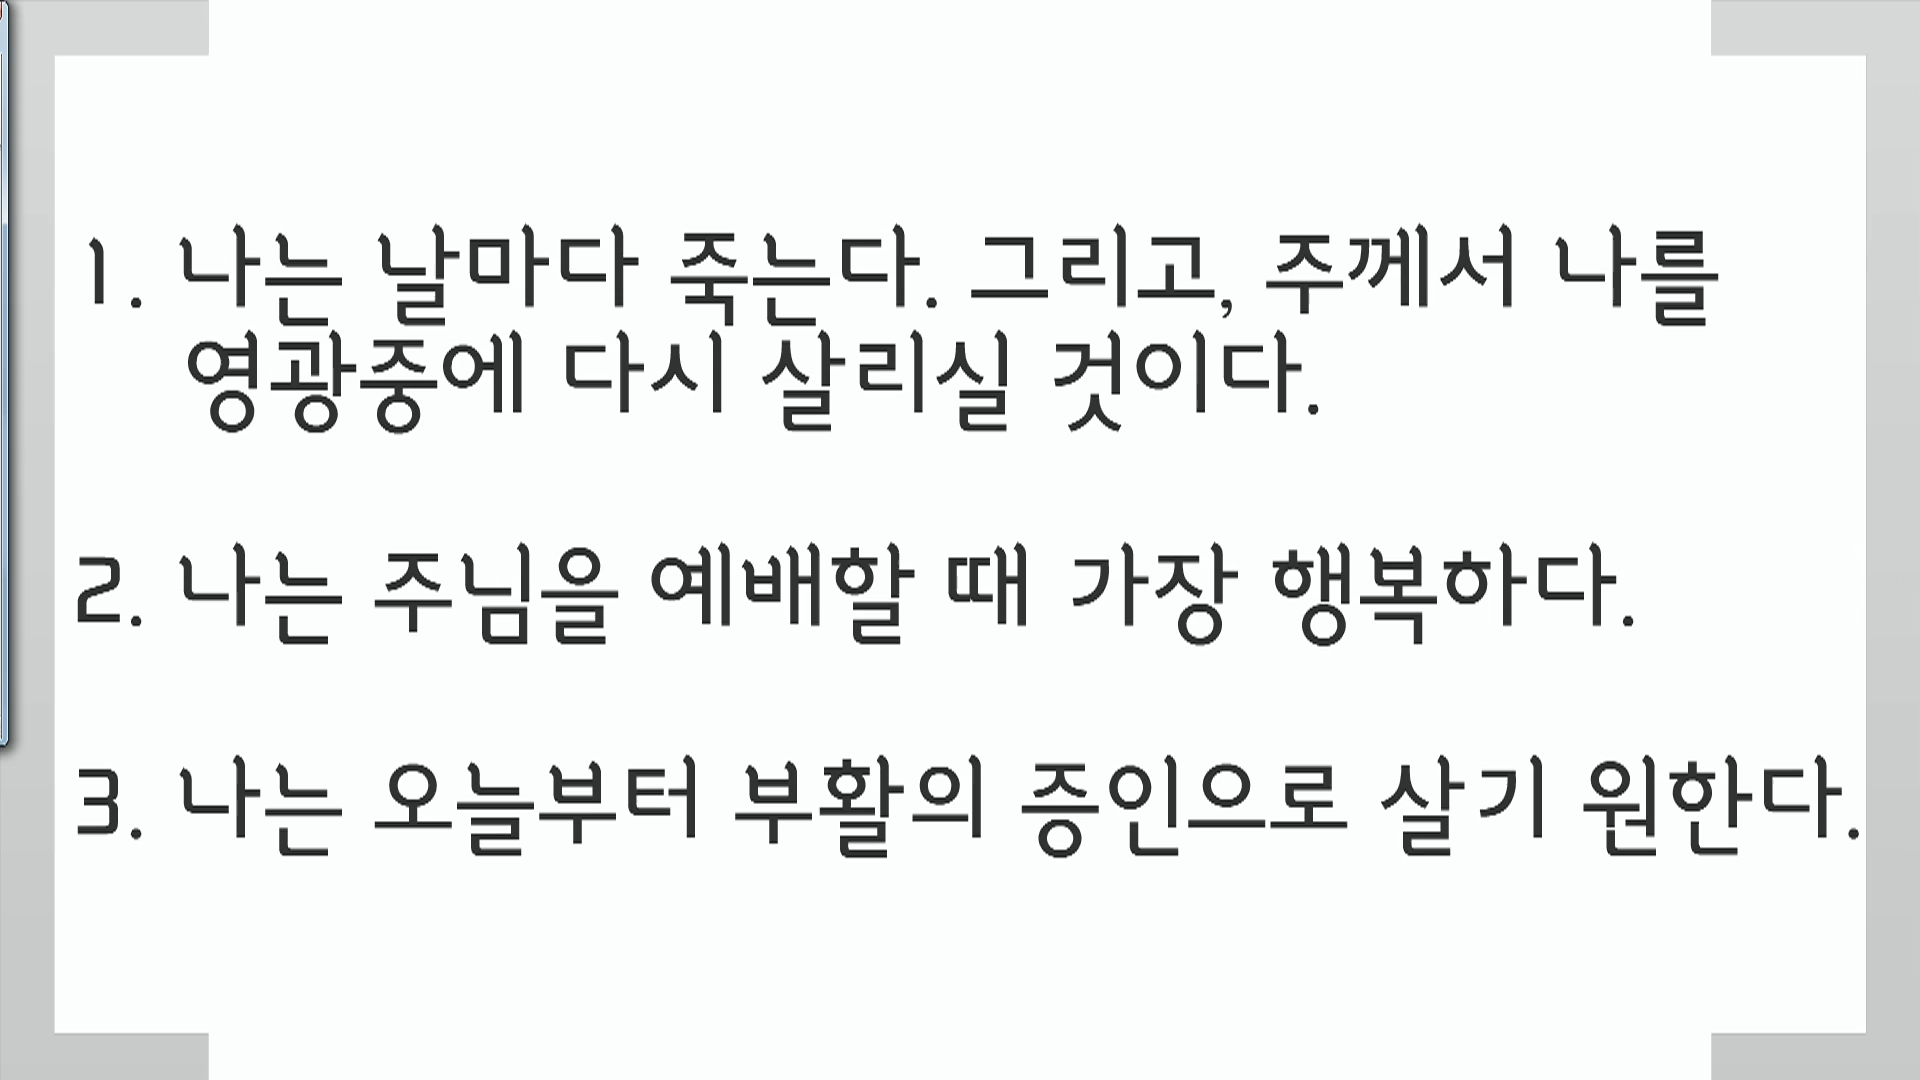 1. 나는 날마다 죽는다. 그리고, 주께서 나를
영광중에 다시 살리실 것이다.
2. 나는 주님을 예배할 때 가장 행복하다.
3. 나는 오늘부터 부활의 증인으로 살기 원한다.